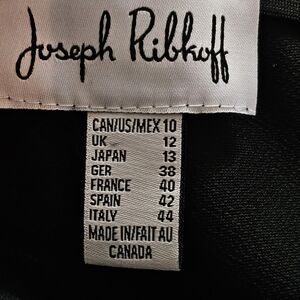 Joseph Ribkoff
CAN/US/MEX 10
UK 12
JAPAN 13
GER 38
FRANCE 40
SPAIN 42
ITALY 44
MADE IN/FAIT AU
CANADA